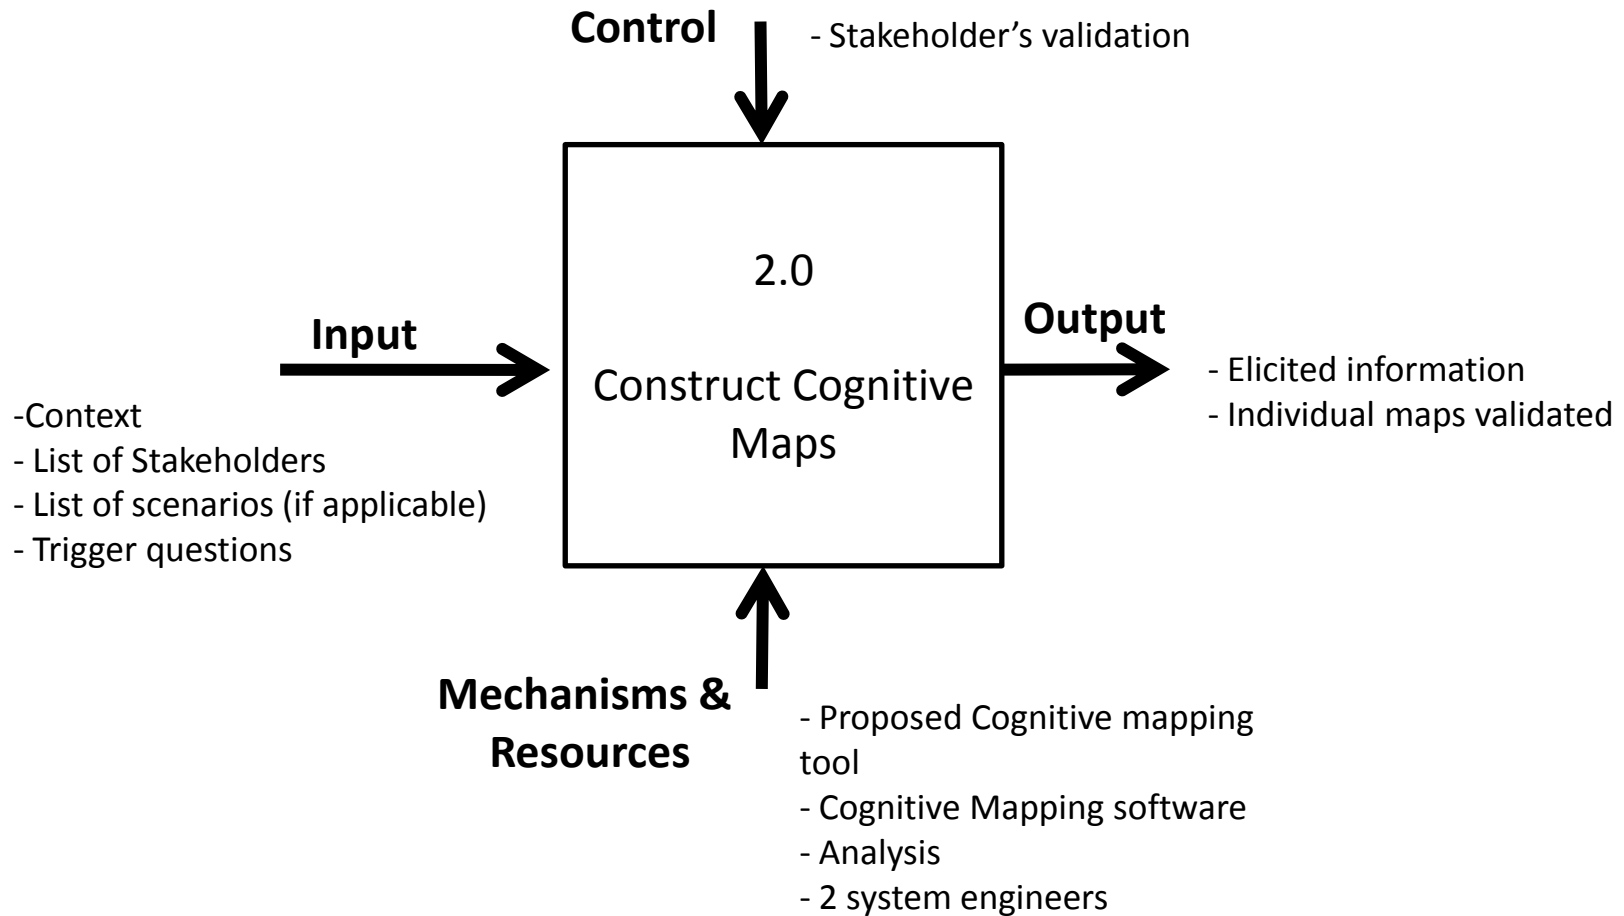 Control
- Stakeholder’s validation
2.0
Construct Cognitive
Maps
Input
-Context
- List of Stakeholders
- List of scenarios (if applicable)
- Trigger questions
Output
- Elicited information
- Individual maps validated
Mechanisms &
Resources
- Proposed Cognitive mapping
tool
- Cognitive Mapping software
- Analysis
- 2 system engineers